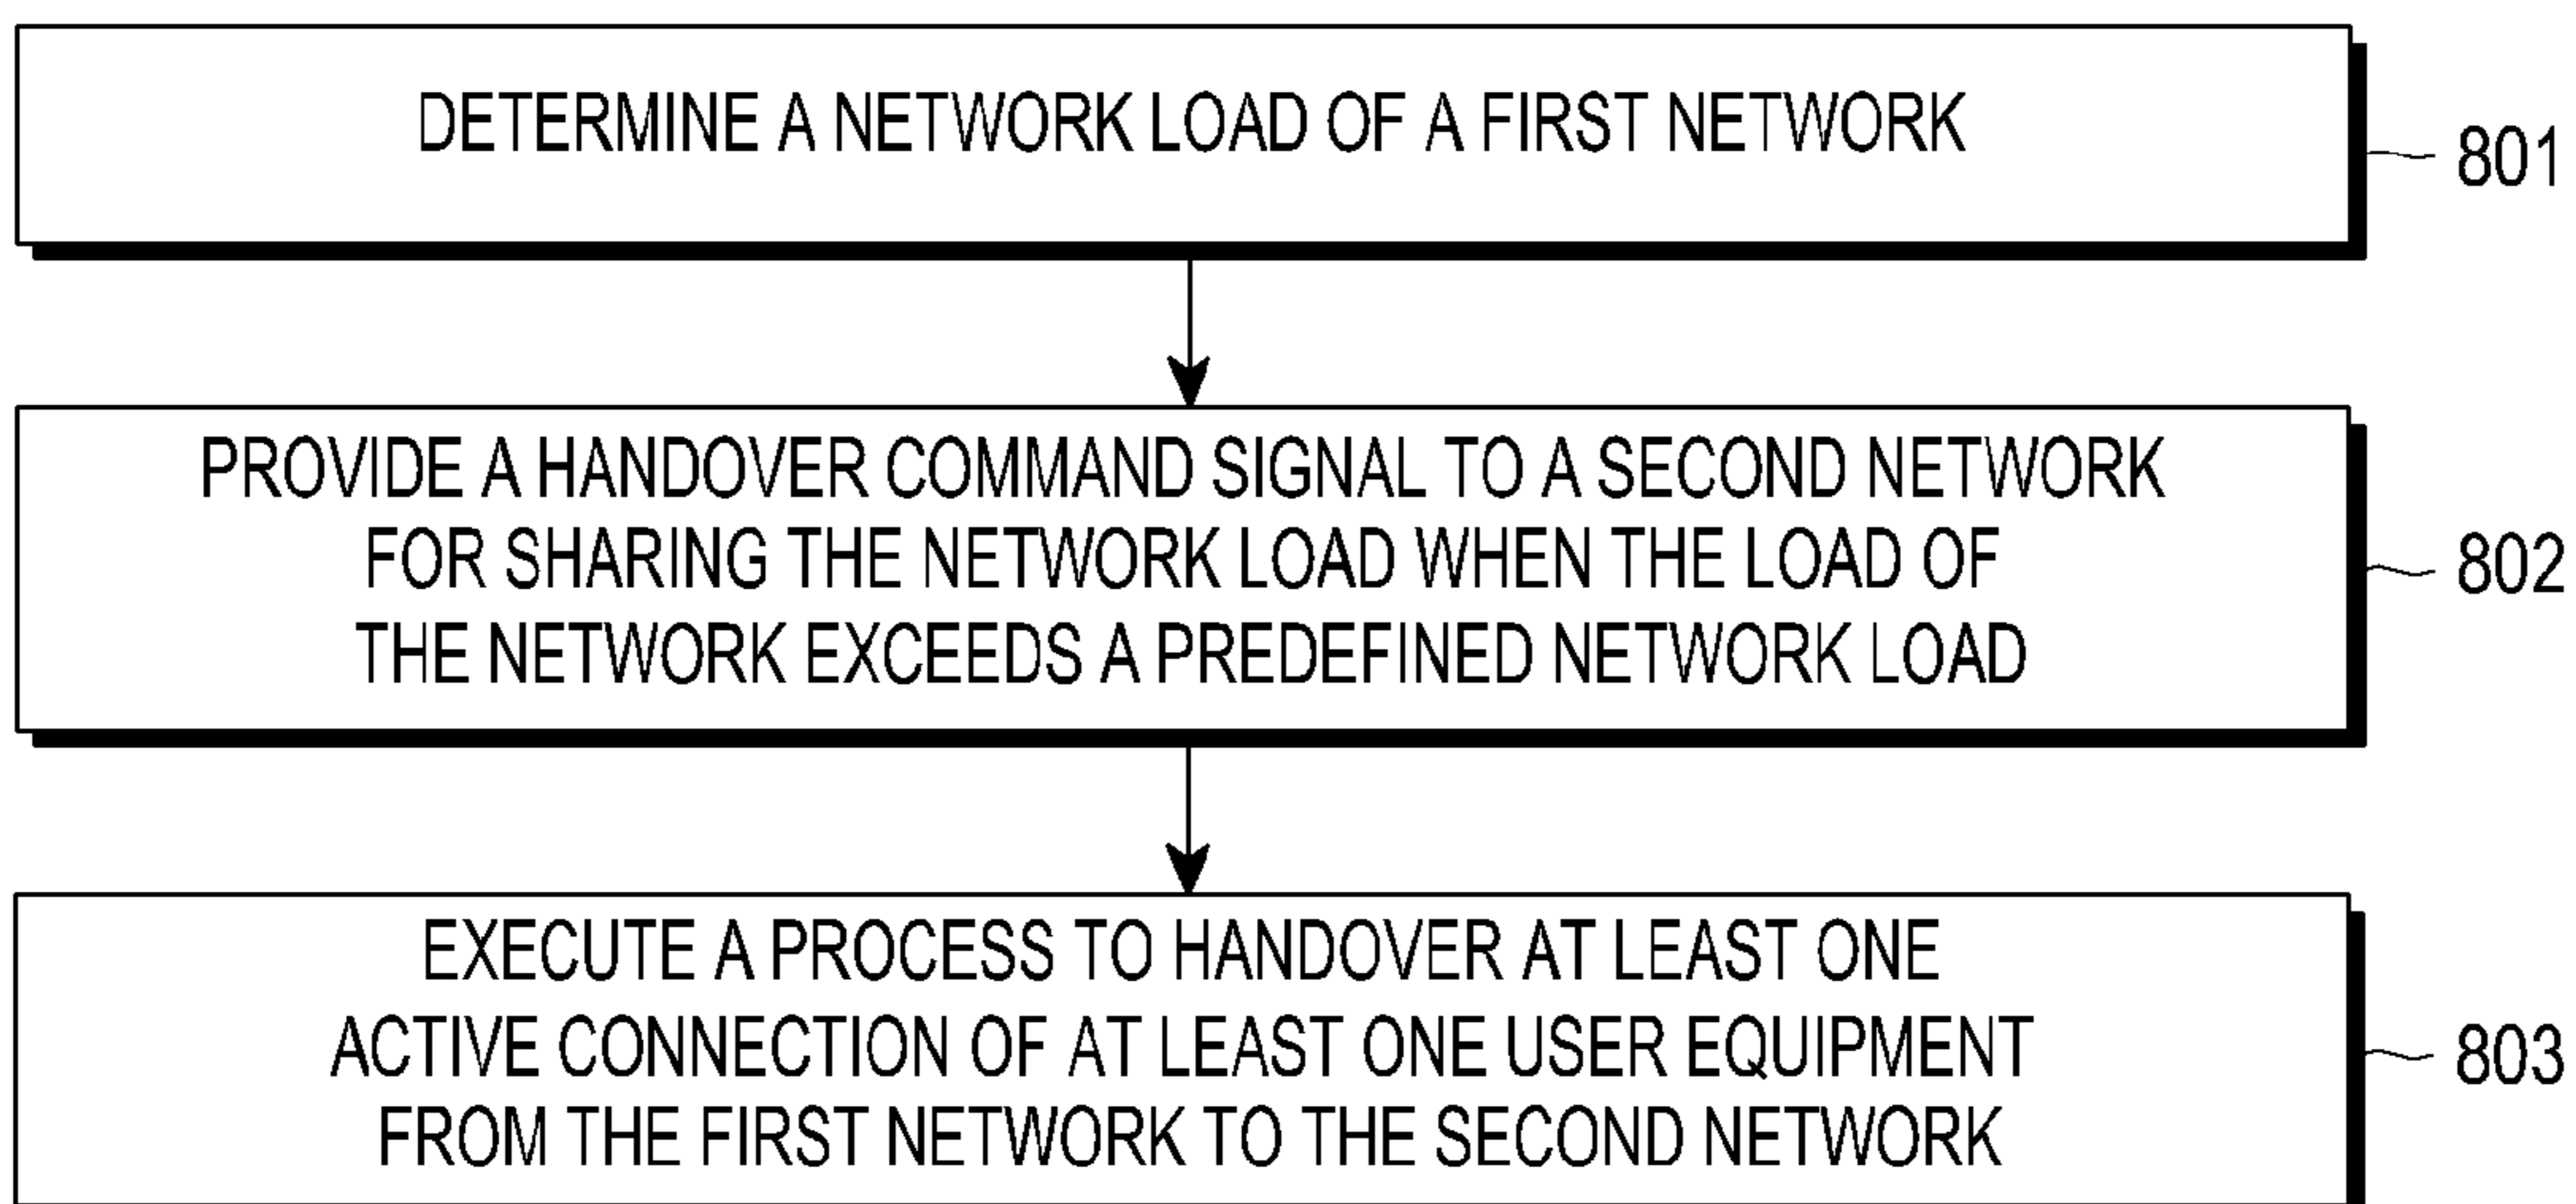 DETERMINE A NETWORK LOAD OF A FIRST NETWORK
801
PROVIDE A HANDOVER COMMAND SIGNAL TO A SECOND NETWORK
FOR SHARING THE NETWORK LOAD WHEN THE LOAD OF
THE NETWORK EXCEEDS A PREDEFINED NETWORK LOAD
802
EXECUTE A PROCESS TO HANDOVER AT LEAST ONE
ACTIVE CONNECTION OF AT LEAST ONE USER EQUIPMENT
FROM THE FIRST NETWORK TO THE SECOND NETWORK
803